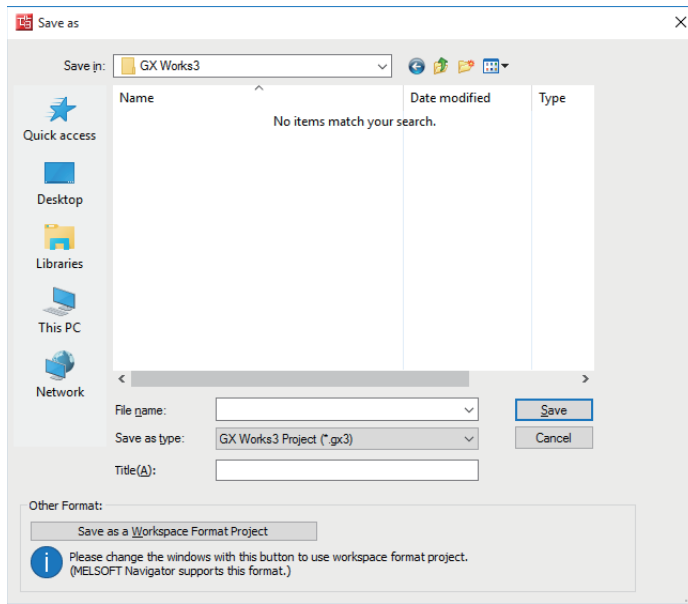 Save as
Save in: GX Works3
Name Date modified Type
No items match your search.
Quick access
Desktop
Libraries
This PC
Network
File name: Save
Save as type: GX Works3 Project (*.gx3) Cancel
Title(A):
Other Format:
Save as a Workspace Format Project
Please change the windows with this button to use workspace format project.
(MELSOFT Navigator supports this format.)